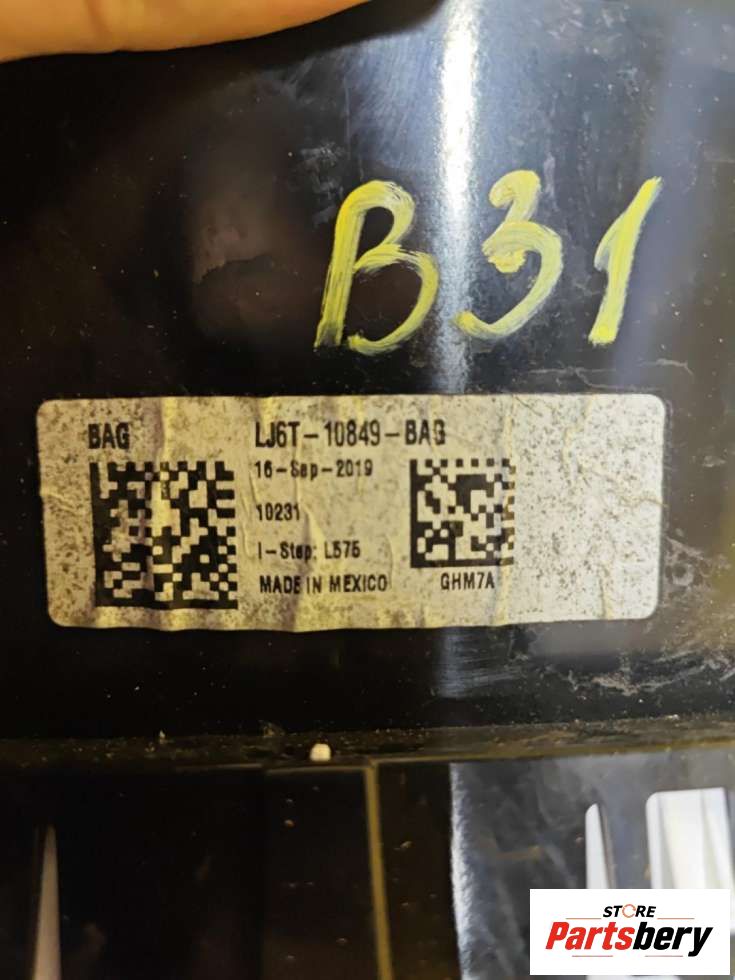 B31
BAG
LJ6T-10849-BAG
16-Sep-2019
10231
I-Step: L575
MADE IN MEXICO
GHM7A
STORE
Partsbery